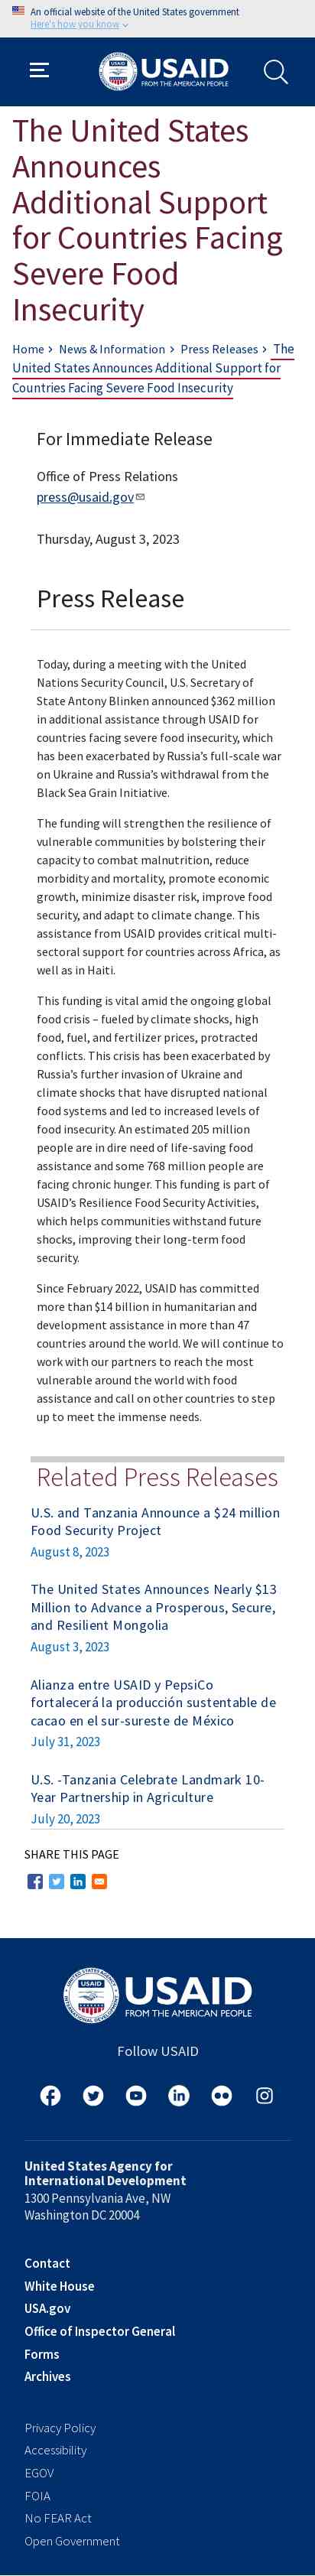 An official website of the United States government
Here's how you know
USAID
FROM THE AMERICAN PEOPLE
The United States
Announces
Additional Support
for Countries Facing
Severe Food
Insecurity
Home › News & Information › Press Releases › The
United States Announces Additional Support for
Countries Facing Severe Food Insecurity
For Immediate Release
Office of Press Relations
press@usaid.gov
Thursday, August 3, 2023
Press Release
Today, during a meeting with the United
Nations Security Council, U.S. Secretary of
State Antony Blinken announced $362 million
in additional assistance through USAID for
countries facing severe food insecurity, which
has been exacerbated by Russia’s full-scale war
on Ukraine and Russia’s withdrawal from the
Black Sea Grain Initiative.
The funding will strengthen the resilience of
vulnerable communities by bolstering their
capacity to combat malnutrition, reduce
morbidity and mortality, promote economic
growth, minimize disaster risk, improve food
security, and adapt to climate change. This
assistance from USAID provides critical multi-
sectoral support for countries across Africa, as
well as in Haiti.
This funding is vital amid the ongoing global
food crisis – fueled by climate shocks, high
food, fuel, and fertilizer prices, protracted
conflicts. This crisis has been exacerbated by
Russia’s further invasion of Ukraine and
climate shocks that have disrupted national
food systems and led to increased levels of
food insecurity. An estimated 205 million
people are in dire need of life-saving food
assistance and some 768 million people are
facing chronic hunger. This funding is part of
USAID’s Resilience Food Security Activities,
which helps communities withstand future
shocks, improving their long-term food
security.
Since February 2022, USAID has committed
more than $14 billion in humanitarian and
development assistance in more than 47
countries around the world. We will continue to
work with our partners to reach the most
vulnerable around the world with food
assistance and call on other countries to step
up to meet the immense needs.
Related Press Releases
U.S. and Tanzania Announce a $24 million
Food Security Project
August 8, 2023
The United States Announces Nearly $13
Million to Advance a Prosperous, Secure,
and Resilient Mongolia
August 3, 2023
Alianza entre USAID y PepsiCo
fortalecerá la producción sustentable de
cacao en el sur-sureste de México
July 31, 2023
U.S. -Tanzania Celebrate Landmark 10-
Year Partnership in Agriculture
July 20, 2023
SHARE THIS PAGE
USAID
FROM THE AMERICAN PEOPLE
Follow USAID
United States Agency for
International Development
1300 Pennsylvania Ave, NW
Washington DC 20004
Contact
White House
USA.gov
Office of Inspector General
Forms
Archives
Privacy Policy
Accessibility
EGOV
FOIA
No FEAR Act
Open Government